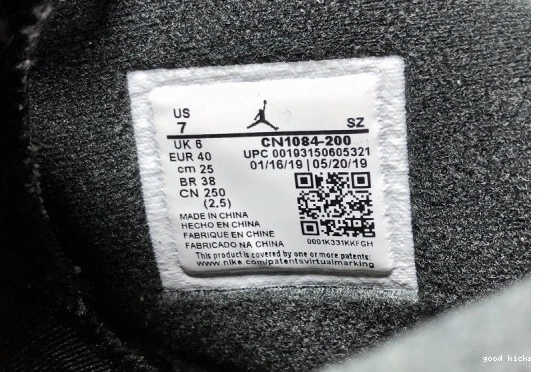 US
7
SZ
UK 6
CN1084-200
EUR 40
UPC 00193150605321
cm 25
01/16/19 | 05/20/19
BR 38
CN 250
(2.5)
MADE IN CHINA
HECHO EN CHINA
FABRIQUE EN CHINE
FABRICADO NA CHINA
0001K331KKFGH
This product is covered by one or more patents:
www.nike.com/patentsvirtualmarking
good kicks